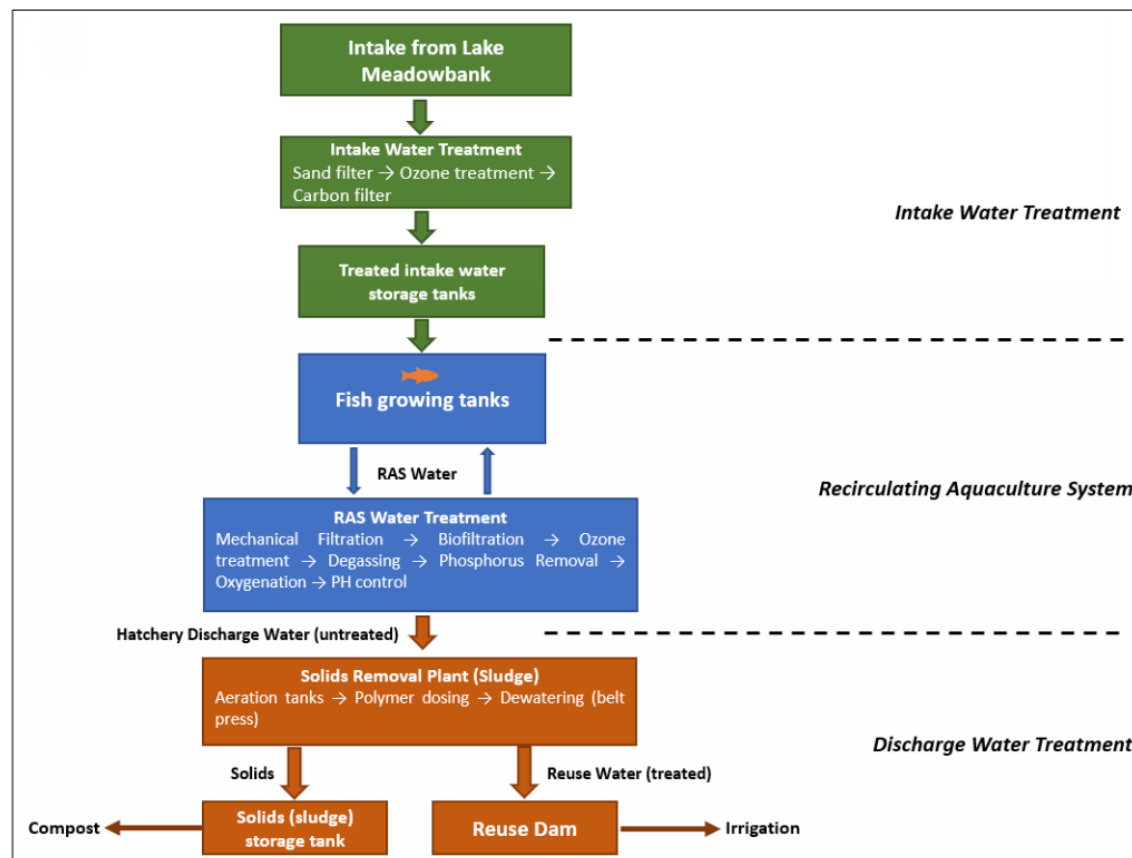 Intake from Lake
Meadowbank
Intake Water Treatment
Sand filter → Ozone treatment →
Carbon filter
Intake Water Treatment
Treated intake water
storage tanks
Fish growing tanks
RAS Water
Recirculating Aquaculture System
RAS Water Treatment
Mechanical Filtration → Biofiltration → Ozone
treatment → Degassing → Phosphorus Removal →
Oxygenation → PH control
Hatchery Discharge Water (untreated)
Solids Removal Plant (Sludge)
Aeration tanks → Polymer dosing → Dewatering (belt
press)
Discharge Water Treatment
Solids
Reuse Water (treated)
Compost
Solids (sludge)
storage tank
Reuse Dam
Irrigation